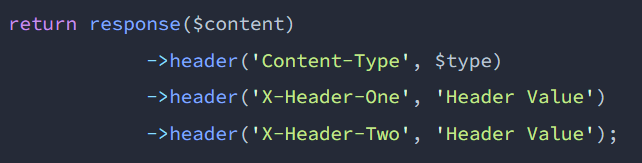 return response($content)
->header('Content-Type', $type)
->header('X-Header-One', 'Header Value')
->header('X-Header-Two', 'Header Value');